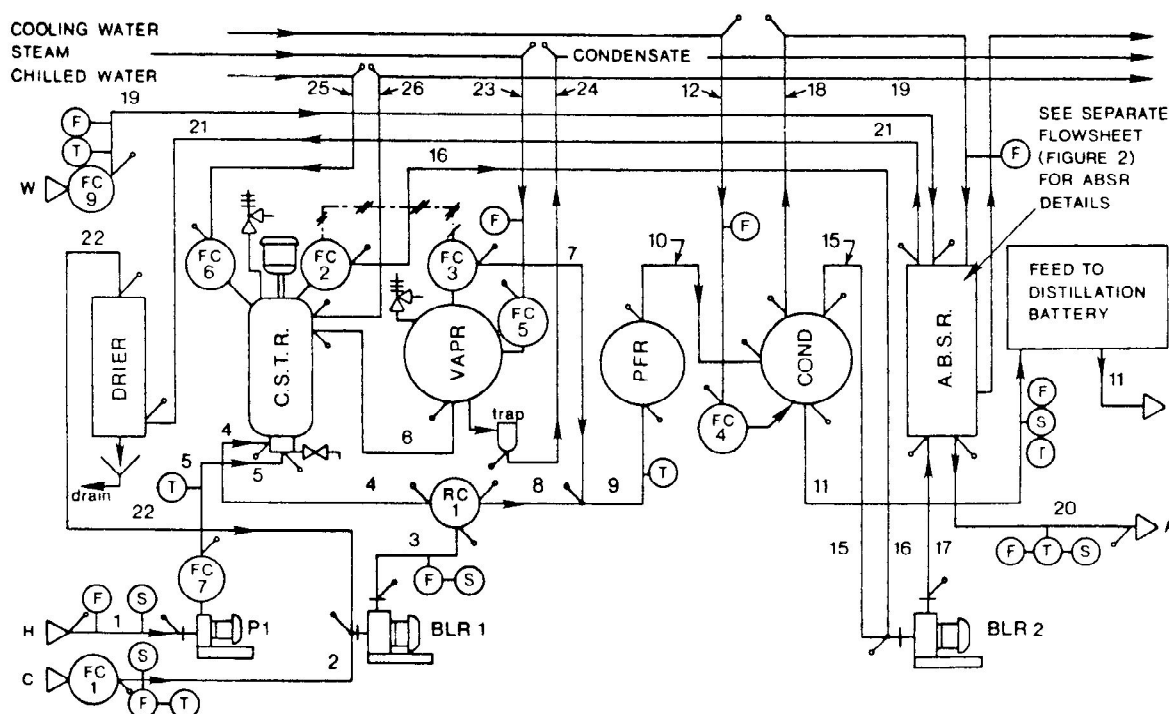 COOLING WATER
STEAM
CONDENSATE
CHILLED WATER
25
26
23
24
12
18
19
19
SEE SEPARATE
FLOWSHEET
(FIGURE 2)
FOR ABSR
DETAILS
F
T
21
21
16
F
W
FC
9
F
22
FC
6
FC
2
FC
3
7
10
15
FEED TO
DISTILLATION
BATTERY
FC
5
DRIER
C.S.T.R.
VAPR
PFR
COND
A.B.S.R.
11
trap
FC
4
F
S
T
4
6
5
5
T
drain
4
RC
1
8
9
T
11
20
22
3
F
S
15
16
17
F
T
S
A
FC
7
F
S
H
1
P1
BLR 1
BLR 2
S
C
FC
1
2
F
T